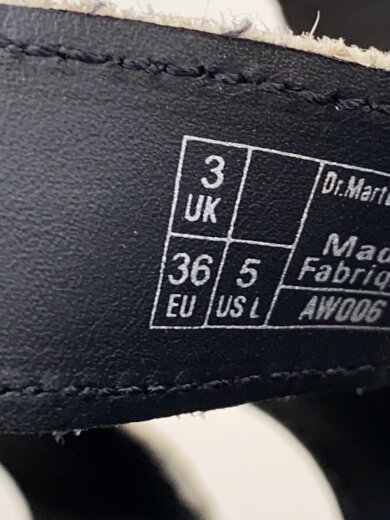 3
UK
36 5
EU US L
Dr.Mart
Mad
Fabriq
AW006